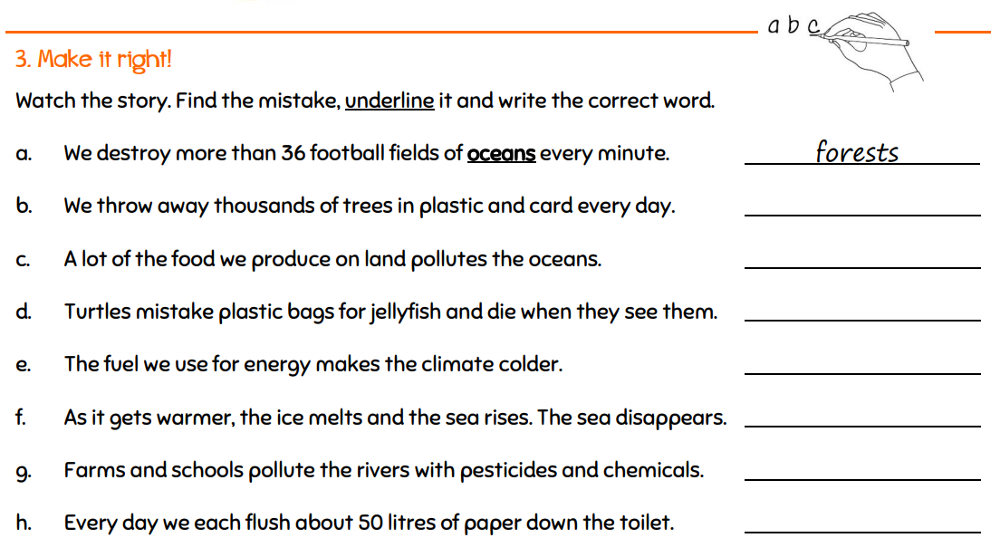 a b c
3. Make it right!
Watch the story. Find the mistake, underline it and write the correct word.
a. We destroy more than 36 football fields of oceans every minute. forests
b. We throw away thousands of trees in plastic and card every day.
c. A lot of the food we produce on land pollutes the oceans.
d. Turtles mistake plastic bags for jellyfish and die when they see them.
e. The fuel we use for energy makes the climate colder.
f. As it gets warmer, the ice melts and the sea rises. The sea disappears.
g. Farms and schools pollute the rivers with pesticides and chemicals.
h. Every day we each flush about 50 litres of paper down the toilet.